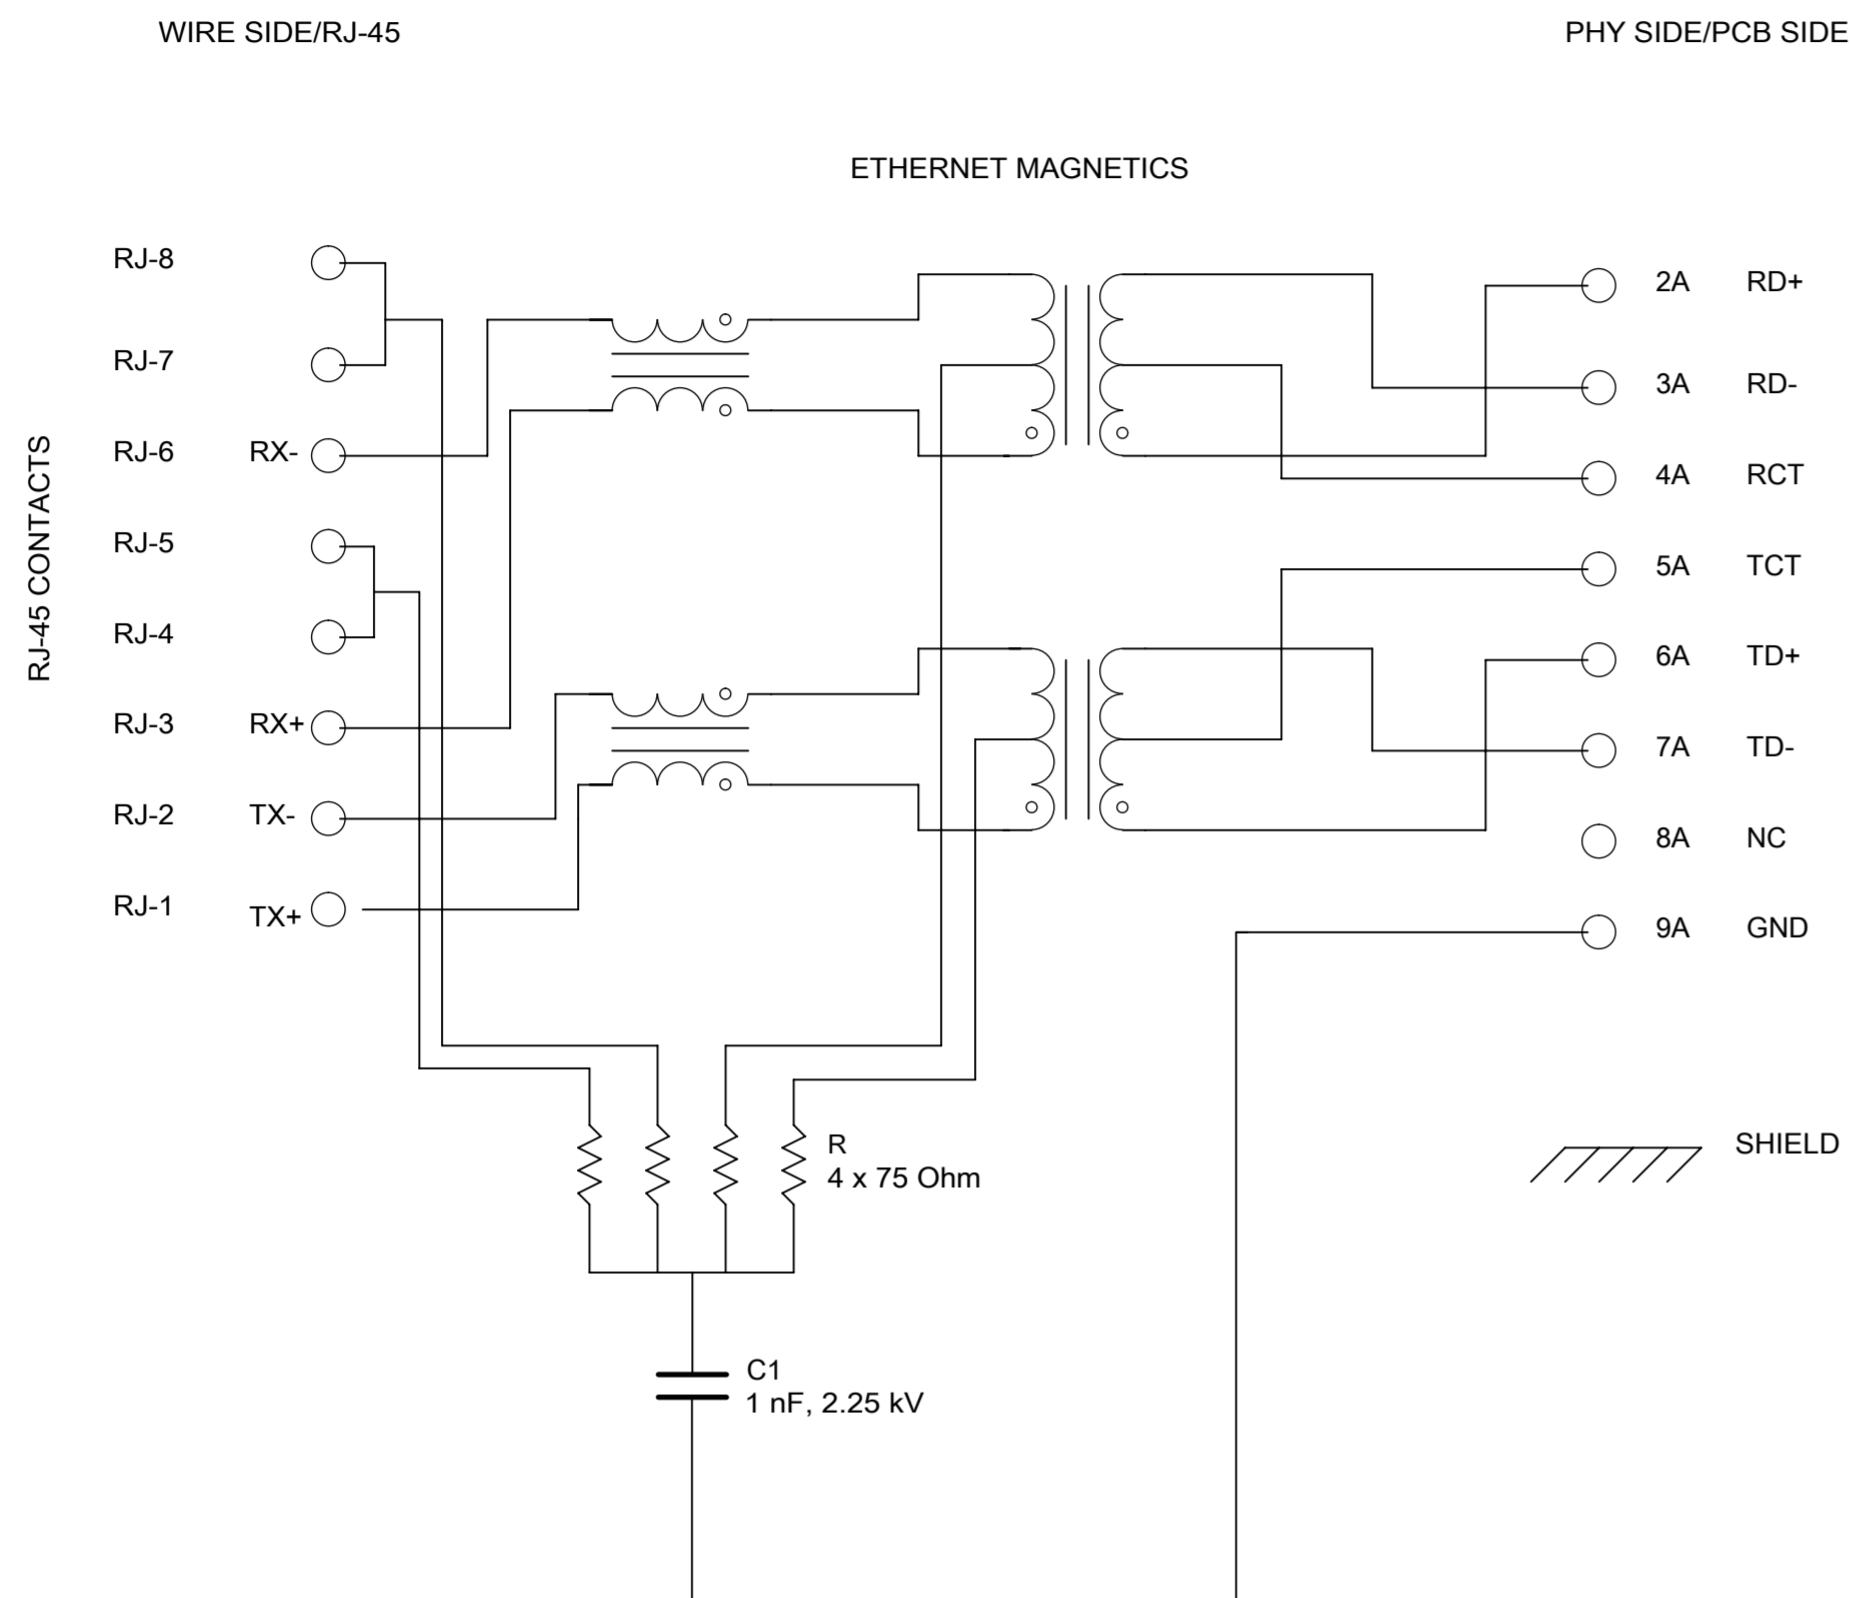 WIRE SIDE/RJ-45
PHY SIDE/PCB SIDE
ETHERNET MAGNETICS
RJ-45 CONTACTS
RJ-8
RJ-7
RJ-6 RX-
RJ-5
RJ-4
RJ-3 RX+
RJ-2 TX-
RJ-1 TX+
2A RD+
3A RD-
4A RCT
5A TCT
6A TD+
7A TD-
8A NC
9A GND
R
4 x 75 Ohm
SHIELD
C1
1 nF, 2.25 kV